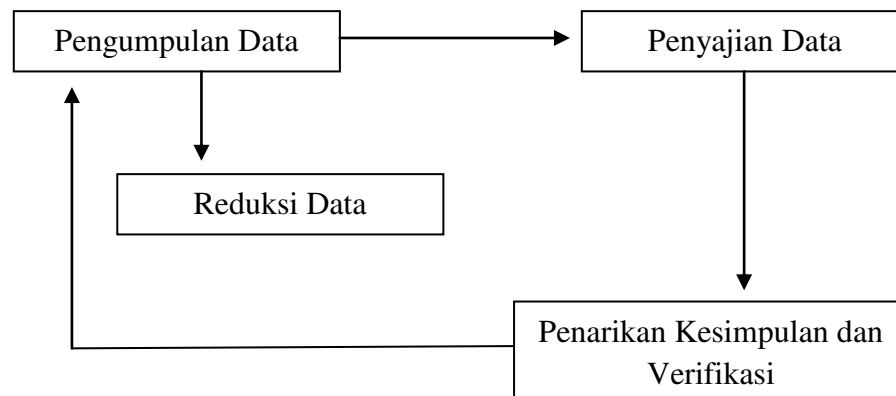 Pengumpulan Data
Penyajian Data
Reduksi Data
Penarikan Kesimpulan dan
Verifikasi